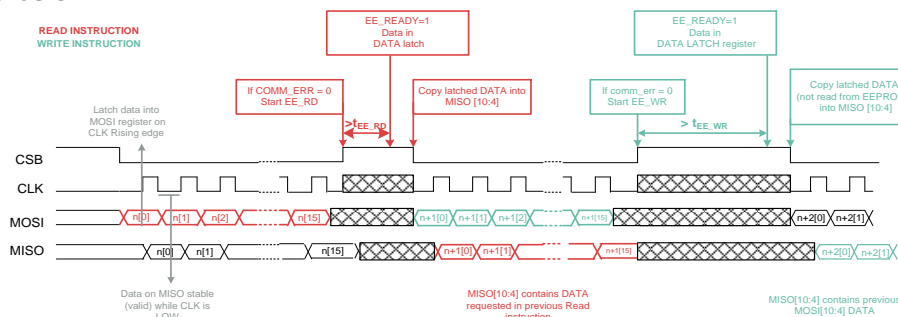 READ INSTRUCTION
WRITE INSTRUCTION
EE_READY=1
Data in
DATA latch
EE_READY=1
Data in
DATA LATCH register
If COMM_ERR = 0
Start EE_RD
Copy latched DATA into
MISO [10:4]
If comm_err = 0
Start EE_WR
Copy latched DATA
(not read from EEPRO
into MISO [10:4]
Latch data into
MOSI register on
CLK Rising edge
>tEE_RD
> tEE_WR
CSB
CLK
MOSI
n[0] n[1] n[2] n[15] n+1[0] n+1[1] n+1[2] n+1[15] n+2[0] n+2[1]
MISO
n[0] n[1] n[15] n+1[0] n+1[1] n+1[15] n+2[0] n+2[1]
Data on MISO stable
(valid) while CLK is
LOW
MISO[10:4] contains DATA
requested in previous Read
instruction
MISO[10:4] contains previous
MOSI[10:4] DATA